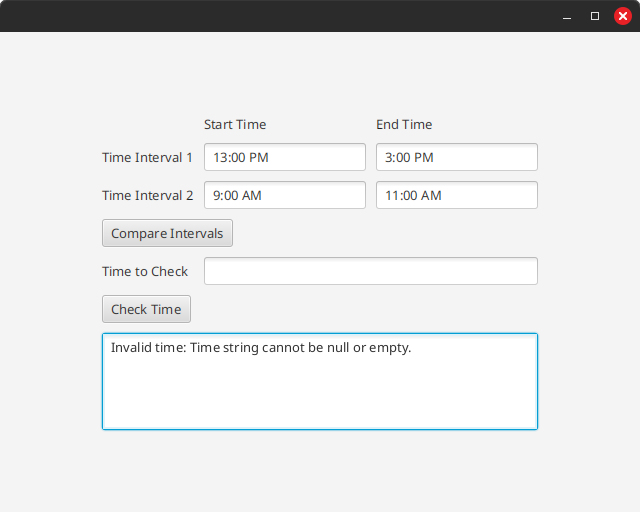 Start Time End Time
Time Interval 1 13:00 PM 3:00 PM
Time Interval 2 9:00 AM 11:00 AM
Compare Intervals
Time to Check
Check Time
Invalid time: Time string cannot be null or empty.